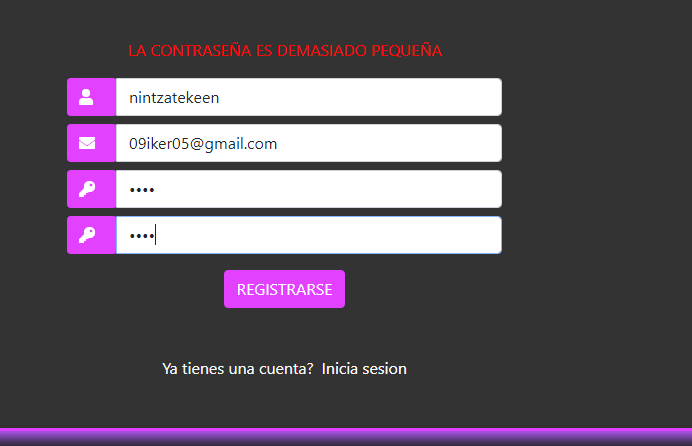 LA CONTRASEÑA ES DEMASIADO PEQUEÑA
nintzatekeen
09iker05@gmail.com
••••
••••
REGISTRARSE
Ya tienes una cuenta? Inicia sesion